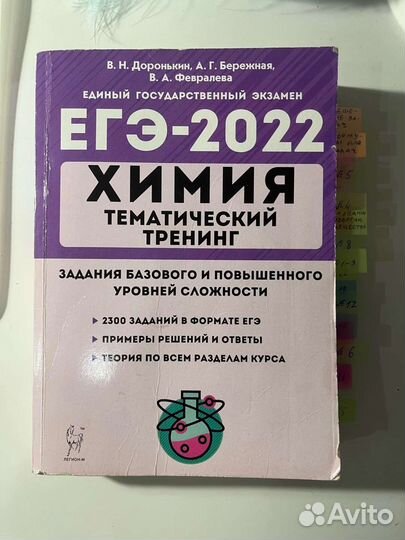 В. Н. Доронькин, А. Г. Бережная,
В. А. Февралева
ЕДИНЫЙ ГОСУДАРСТВЕННЫЙ ЭКЗАМЕН
ЕГЭ-2022
ХИМИЯ
ТЕМАТИЧЕСКИЙ
ТРЕНИНГ
ЗАДАНИЯ БАЗОВОГО И ПОВЫШЕННОГО
УРОВНЕЙ СЛОЖНОСТИ
2300 ЗАДАНИЙ В ФОРМАТЕ ЕГЭ
ПРИМЕРЫ РЕШЕНИЙ И ОТВЕТЫ
ТЕОРИЯ ПО ВСЕМ РАЗДЕЛАМ КУРСА
ЛЕГИОН-М
Avito